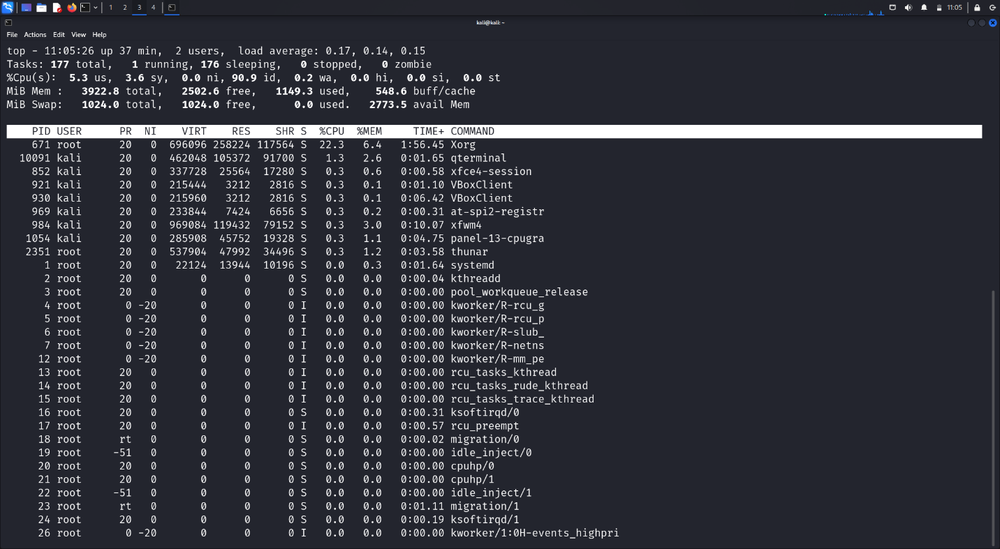 1 2 3 4 11:05
kali@kali: ~
File Actions Edit View Help
top - 11:05:26 up 37 min,  2 users,  load average: 0.17, 0.14, 0.15
Tasks: 177 total,   1 running, 176 sleeping,   0 stopped,   0 zombie
%Cpu(s):  5.3 us,  3.6 sy,  0.0 ni, 90.9 id,  0.2 wa,  0.0 hi,  0.0 si,  0.0 st
MiB Mem :   3922.8 total,   2502.6 free,   1149.3 used,    548.6 buff/cache
MiB Swap:   1024.0 total,   1024.0 free,      0.0 used.   2773.5 avail Mem
PID USER      PR  NI    VIRT    RES    SHR S  %CPU  %MEM     TIME+ COMMAND
671 root      20   0  696096 258224 117564 S  22.3   6.4   1:56.45 Xorg
10091 kali      20   0  462048 105372  91700 S   1.3   2.6   0:01.65 qterminal
852 kali      20   0  337728  25564  17280 S   0.3   0.6   0:00.58 xfce4-session
921 kali      20   0  215444   3212   2816 S   0.3   0.1   0:01.10 VBoxClient
930 kali      20   0  215960   3212   2816 S   0.3   0.1   0:06.42 VBoxClient
969 kali      20   0  233844   7424   6656 S   0.3   0.2   0:00.31 at-spi2-registr
984 kali      20   0  969084 119432  79152 S   0.3   3.0   0:10.07 xfwm4
1054 kali      20   0  285908  45752  19328 S   0.3   1.1   0:04.75 panel-13-cpugra
2351 root      20   0  537904  47992  34496 S   0.3   1.2   0:03.58 thunar
1 root      20   0   22124  13944  10196 S   0.0   0.3   0:01.64 systemd
2 root      20   0       0      0      0 S   0.0   0.0   0:00.04 kthreadd
3 root      20   0       0      0      0 S   0.0   0.0   0:00.00 pool_workqueue_release
4 root       0 -20       0      0      0 I   0.0   0.0   0:00.00 kworker/R-rcu_g
5 root       0 -20       0      0      0 I   0.0   0.0   0:00.00 kworker/R-rcu_p
6 root       0 -20       0      0      0 I   0.0   0.0   0:00.00 kworker/R-slub_
7 root       0 -20       0      0      0 I   0.0   0.0   0:00.00 kworker/R-netns
12 root       0 -20       0      0      0 I   0.0   0.0   0:00.00 kworker/R-mm_pe
13 root      20   0       0      0      0 I   0.0   0.0   0:00.00 rcu_tasks_kthread
14 root      20   0       0      0      0 I   0.0   0.0   0:00.00 rcu_tasks_rude_kthread
15 root      20   0       0      0      0 I   0.0   0.0   0:00.00 rcu_tasks_trace_kthread
16 root      20   0       0      0      0 S   0.0   0.0   0:00.31 ksoftirqd/0
17 root      20   0       0      0      0 I   0.0   0.0   0:00.57 rcu_preempt
18 root      rt   0       0      0      0 S   0.0   0.0   0:00.02 migration/0
19 root     -51   0       0      0      0 S   0.0   0.0   0:00.00 idle_inject/0
20 root      20   0       0      0      0 S   0.0   0.0   0:00.00 cpuhp/0
21 root      20   0       0      0      0 S   0.0   0.0   0:00.00 cpuhp/1
22 root     -51   0       0      0      0 S   0.0   0.0   0:00.00 idle_inject/1
23 root      rt   0       0      0      0 S   0.0   0.0   0:01.11 migration/1
24 root      20   0       0      0      0 S   0.0   0.0   0:00.19 ksoftirqd/1
26 root       0 -20       0      0      0 I   0.0   0.0   0:00.00 kworker/1:0H-events_highpri